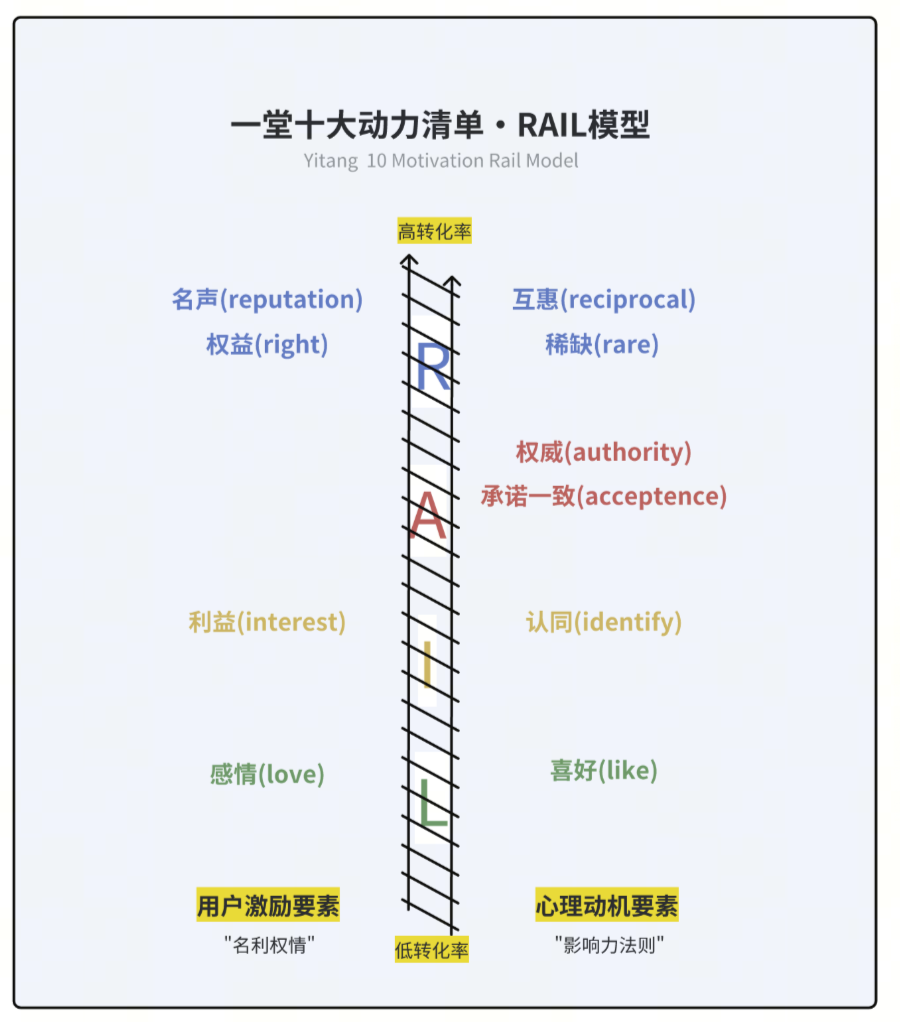 一堂十大动力清单・RAIL模型
Yitang 10 Motivation Rail Model
高转化率
名声(reputation)
互惠(reciprocal)
权益(right)
稀缺(rare)
R
权威(authority)
承诺一致(acceptence)
A
利益(interest)
认同(identify)
I
感情(love)
喜好(like)
L
用户激励要素
心理动机要素
"名利权情"
"影响力法则"
低转化率